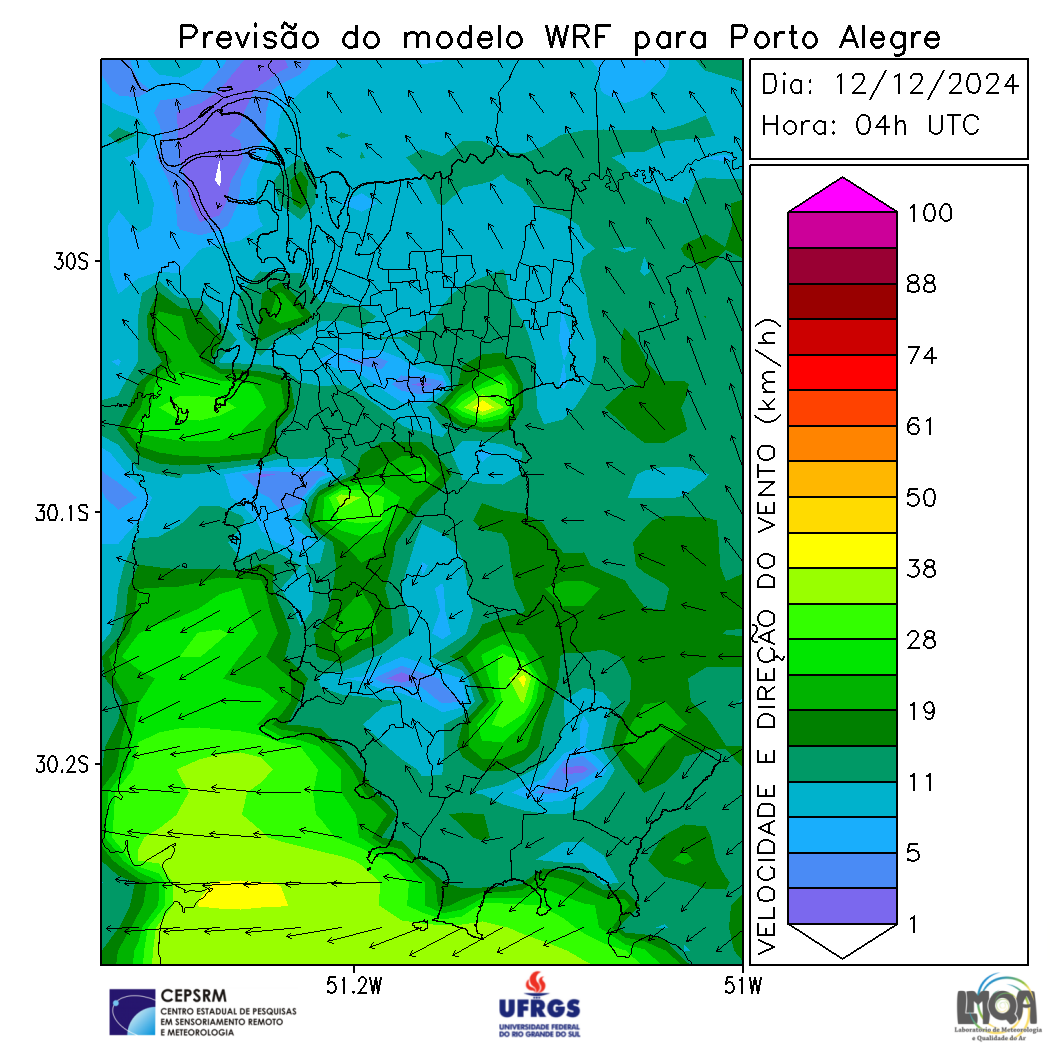 Previsão do modelo WRF para Porto Alegre
Dia: 12/12/2024
Hora: 04h UTC
30S
30.1S
30.2S
51.2W
51W
VELOCIDADE E DIREÇÃO DO VENTO (km/h)
100
88
74
61
50
38
28
19
11
5
1
CEPSRM
CENTRO ESTADUAL DE PESQUISAS
EM SENSORIAMENTO REMOTO
E METEOROLOGIA
UFRGS
UNIVERSIDADE FEDERAL
DO RIO GRANDE DO SUL
LMQA
Laboratório de Meteorologia
e Qualidade do Ar